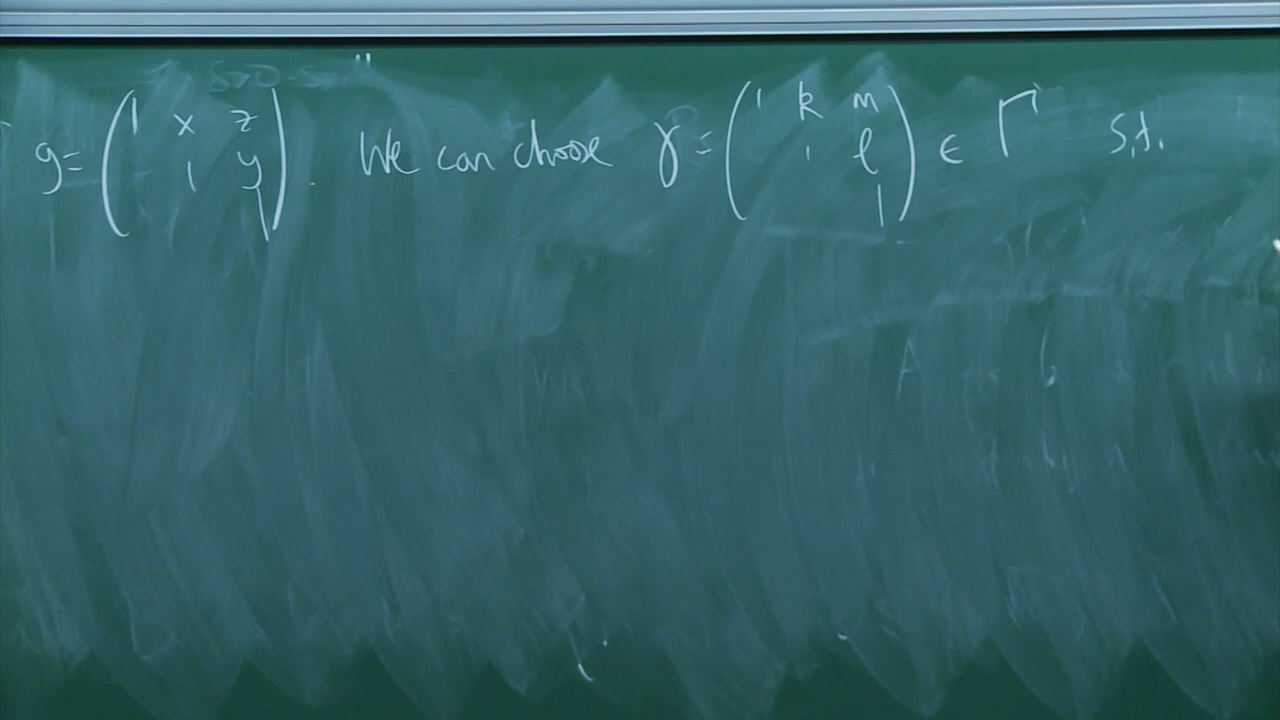 g = ( 1 x z
1 y
1 ) . We can choose γ = ( 1 k m
1 ℓ
1 ) ∈ Γ s.t.